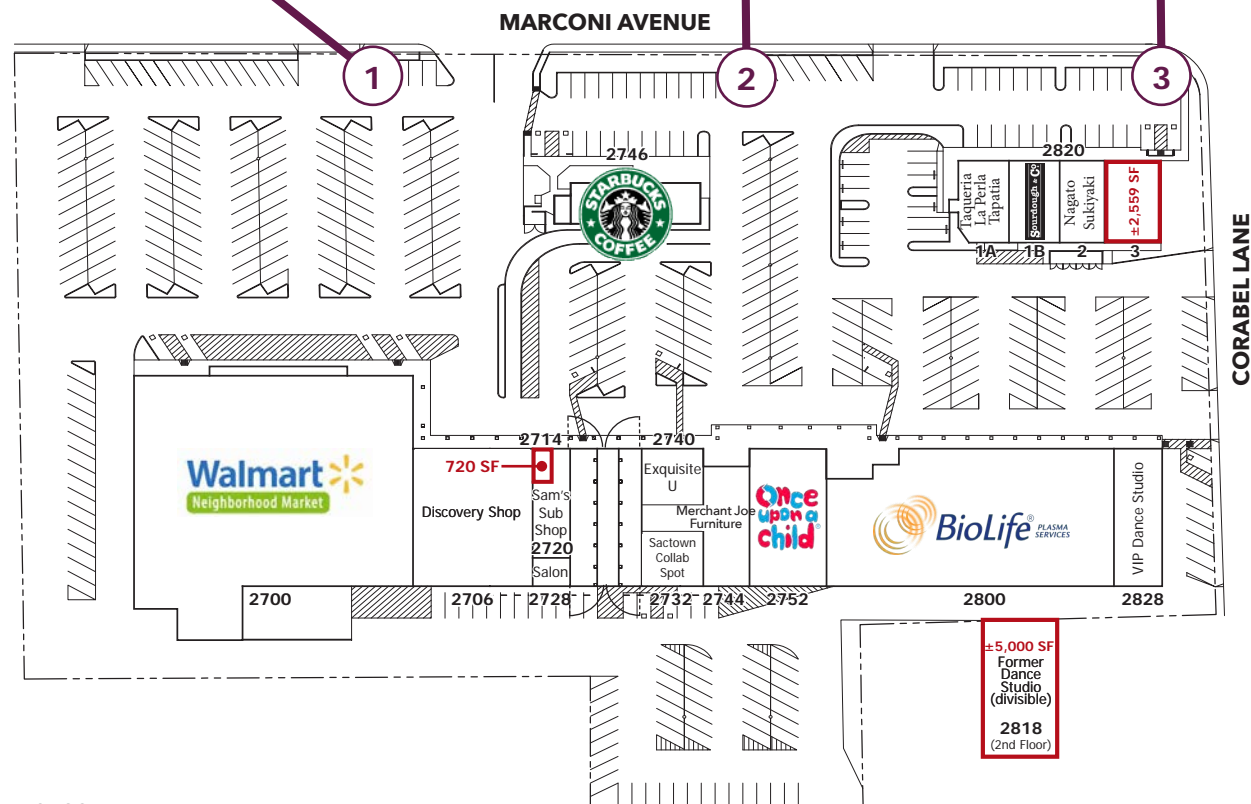 MARCONI AVENUE
1
2
3
2746
STARBUCKS
COFFEE
2820
Taqueria
La Perla
Tapatia
Sourdough & Co
Nagato
Sukiyaki
±2,559 SF
1A
1B
2
3
CORABEL LANE
Walmart
Neighborhood Market
Discovery Shop
2714
720 SF
Sam's
Sub
Shop
2720
Salon
2740
Exquisite
U
Merchant Joe
Furniture
Sactown
Collab
Spot
Once
upon a
child®
BioLife® PLASMA
SERVICES
VIP Dance Studio
2700
2706
2728
2732
2744
2752
2800
2828
±5,000 SF
Former
Dance
Studio
(divisible)
2818
(2nd Floor)